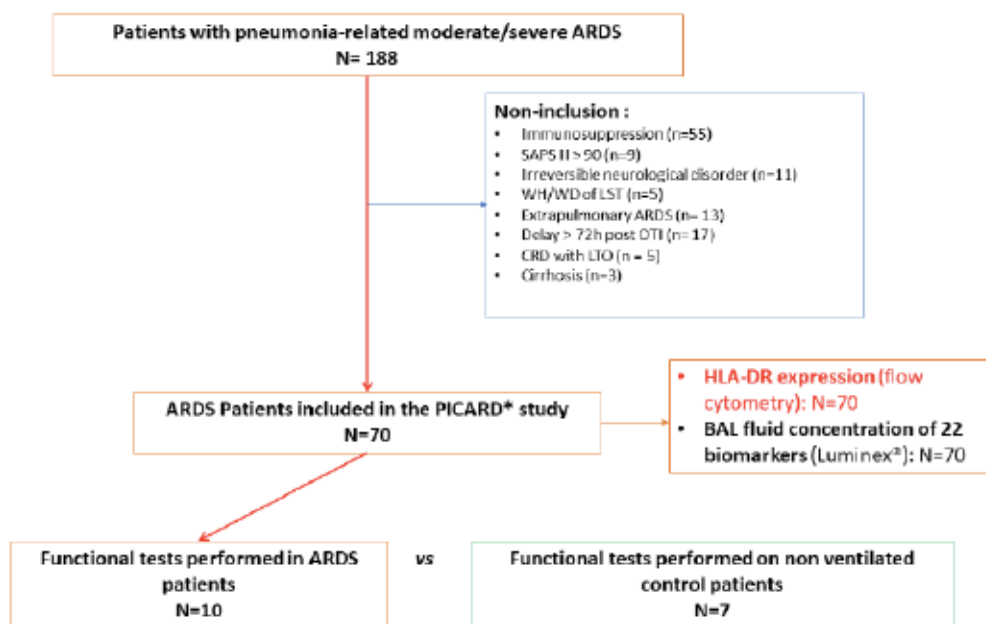 Patients with pneumonia-related moderate/severe ARDS
N= 188
Non-inclusion :
• Immunosuppression (n=55)
• SAPS II > 90 (n=9)
• Irreversible neurological disorder (n=11)
• WH/WD of LST (n=5)
• Extrapulmonary ARDS (n= 13)
• Delay > 72h post OTI (n= 17)
• CRD with LTO (n = 5)
• Cirrhosis (n=3)
ARDS Patients included in the PICARD* study
N=70
• HLA-DR expression (flow
cytometry): N=70
• BAL fluid concentration of 22
biomarkers (Luminex®): N=70
Functional tests performed in ARDS
patients
N=10
vs
Functional tests performed on non ventilated
control patients
N=7